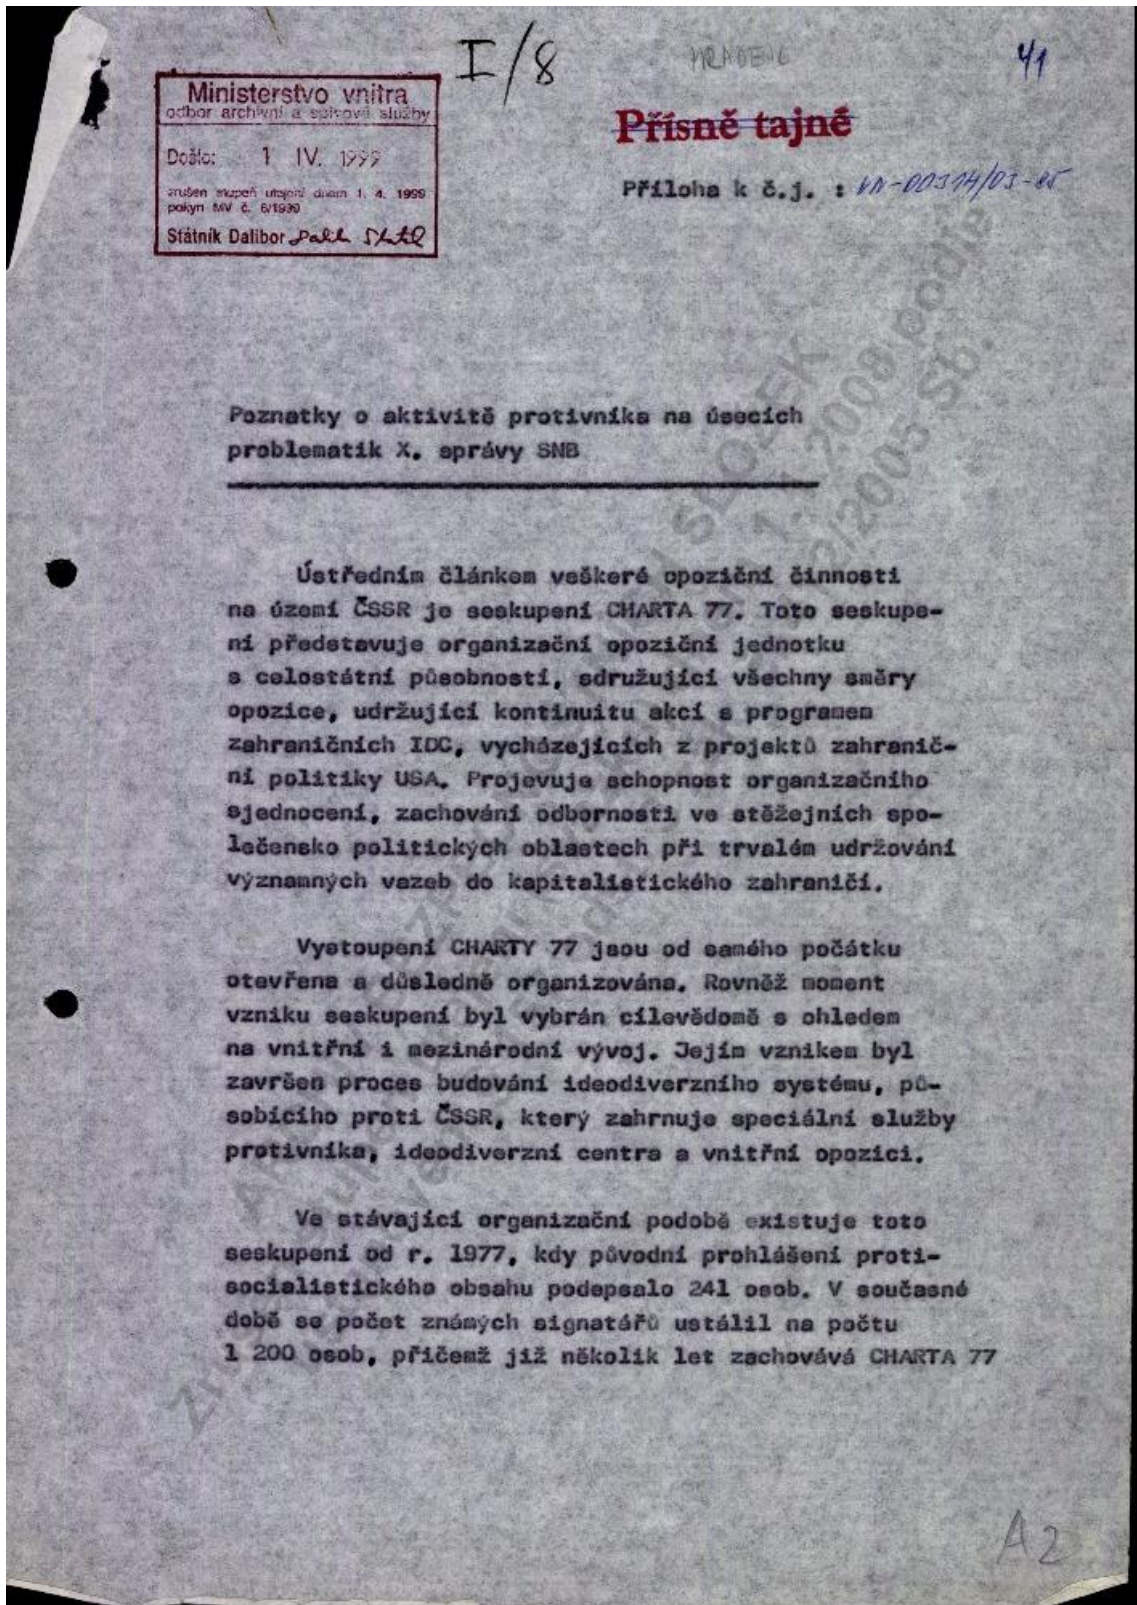 I/8
41
Ministerstvo vnitra
odbor archivní a spisové služby
Došlo: 1 IV. 1999
zrušen stupeň utajení dnem 1. 4. 1999
pokyn MV č. 6/1999
Státník Dalibor
Přísně tajné
Příloha k č.j. :
Poznatky o aktivitě protivníka na úsecích
problematik X. správy SNB
Ústředním článkem veškeré opoziční činnosti
na území ČSSR je seskupení CHARTA 77. Toto seskupe-
ní představuje organizační opoziční jednotku
s celostátní působností, sdružující všechny směry
opozice, udržující kontinuitu akcí s programem
zahraničních IDC, vycházejících z projektů zahranič-
ní politiky USA. Projevuje schopnost organizačního
sjednocení, zachování odbornosti ve stěžejních spo-
lečensko politických oblastech při trvalém udržování
významných vazeb do kapitalistického zahraničí.
Vystoupení CHARTY 77 jsou od samého počátku
otevřena a důsledně organizována. Rovněž moment
vzniku seskupení byl vybrán cílevědomě s ohledem
na vnitřní i mezinárodní vývoj. Jejím vznikem byl
završen proces budování ideodiverzního systému, pů-
sobícího proti ČSSR, který zahrnuje speciální služby
protivníka, ideodiverzní centra a vnitřní opozici.
Ve stávající organizační podobě existuje toto
seskupení od r. 1977, kdy původní prohlášení proti-
socialistického obsahu podepsalo 241 osob. V současné
době se počet známých signatářů ustálil na počtu
1 200 osob, přičemž již několik let zachovává CHARTA 77
A2